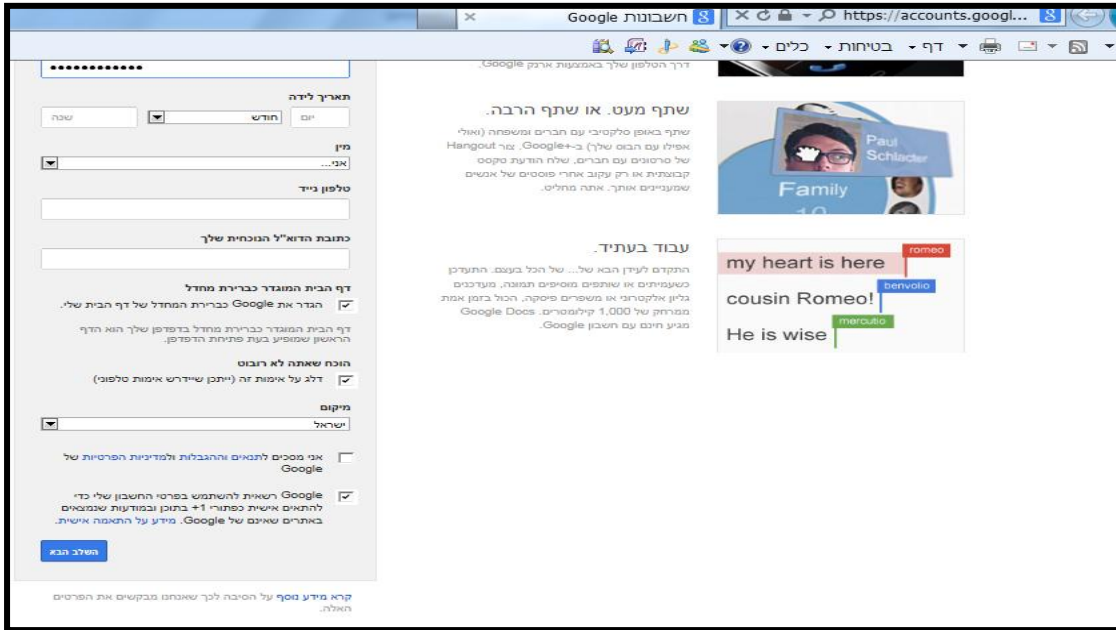 חשבונות Google
https://accounts.googl...
דף
בטיחות
כלים
דרך הטלפון שלך באמצעות ארנק Google.
שתף מעט. או שתף הרבה.
שתף באופן סלקטיבי עם חברים ומשפחה (ואולי
אפילו עם הבוס שלך) ב-+Google. צור Hangout
של סרטונים עם חברים, שלח הודעת טקסט
קבוצתית או רק עקוב אחרי פוסטים של אנשים
שמעניינים אותך. אתה מחליט.
Paul
Schlacter
Family
10
עבוד בעתיד.
התקדם לעידן הבא של... של הכל בעצם. התעדכן
כשעמיתים או שותפים מוסיפים תמונה, מעדכנים
גליון אלקטרוני או משפרים פיסקה, הכול בזמן אמת
ממרחק של 1,000 קילומטרים. Google Docs
מגיע חינם עם חשבון Google.
romeo
my heart is here
benvolio
cousin Romeo!
mercutio
He is wise
תאריך לידה
יום
חודש
שנה
מין
אני...
טלפון נייד
כתובת הדוא"ל הנוכחית שלך
דף הבית המוגדר כברירת מחדל
הגדר את Google כברירת המחדל של דף הבית שלי.
דף הבית המוגדר כברירת מחדל בדפדפן שלך הוא הדף
הראשון שמופיע בעת פתיחת הדפדפן.
הוכח שאתה לא רובוט
דלג על אימות זה (ייתכן שיידרש אימות טלפוני)
מיקום
ישראל
אני מסכים לתנאים וההגבלות ולמדיניות הפרטיות של
Google
Google רשאית להשתמש בפרטי החשבון שלי כדי
להתאים אישית כפתורי 1+ בתוכן ובמודעות שנמצאים
באתרים שאינם של Google. מידע על התאמה אישית.
השלב הבא
קרא מידע נוסף על הסיבה לכך שאנחנו מבקשים את הפרטים
האלה.